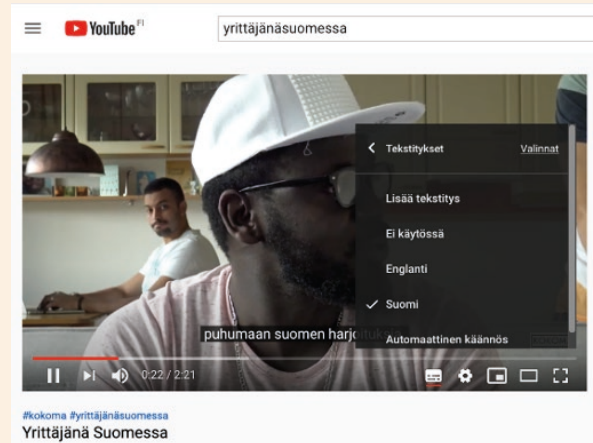 YouTube FI
yrittäjänäsuomessa
Tekstitykset Valinnat
Lisää tekstitys
Ei käytössä
Englanti
Suomi
Automaattinen käännös
puhumaan suomen
0:22 / 2:21
#kokoma #yrittäjänäsuomessa
Yrittäjänä Suomessa